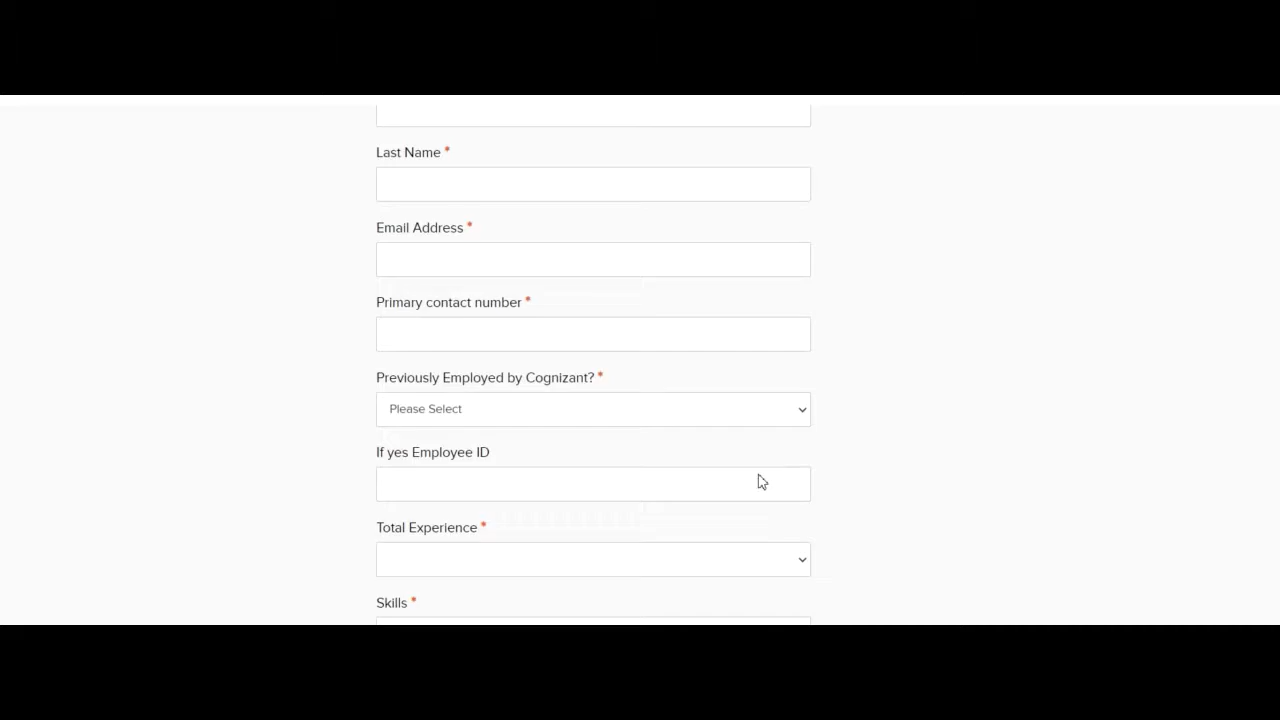 Last Name *
Email Address *
Primary contact number *
Previously Employed by Cognizant? *
Please Select
If yes Employee ID
Total Experience *
Skills *